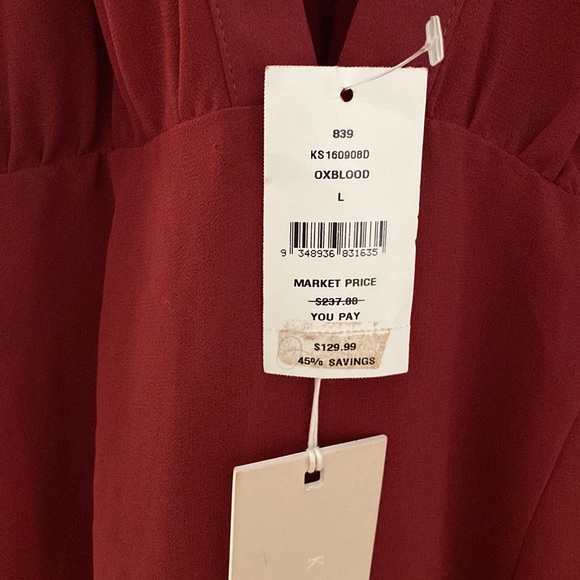 839
KS160908D
OXBLOOD
L
9 348936 831635
MARKET PRICE
$237.00
YOU PAY
$129.99
45% SAVINGS
K